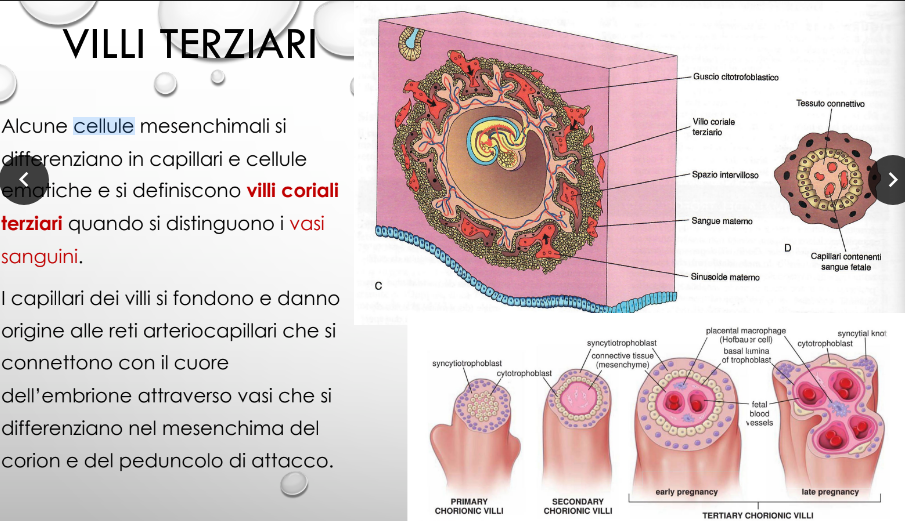 VILLI TERZIARI
Alcune cellule mesenchimali si
differenziano in capillari e cellule
ematiche e si definiscono villi coriali
terziari quando si distinguono i vasi
sanguini.
I capillari dei villi si fondono e danno
origine alle reti arteriocapillari che si
connettono con il cuore
dell'embrione attraverso vasi che si
differenziano nel mesenchima del
corion e del peduncolo di attacco.
Guscio citotrofoblastico
Villo coriale
terziario
Spazio intervilloso
Sangue materno
Sinusoide materno
C
Tessuto connettivo
D
Capillari contenenti
sangue fetale
syncytiotrophoblast
cytotrophoblast
syncytiotrophoblast
connective tissue
(mesenchyme)
placental macrophage
(Hofbauer cell)
basal lamina
of trophoblast
fetal
blood
vessels
cytotrophoblast
syncytial knot
PRIMARY
CHORIONIC VILLI
SECONDARY
CHORIONIC VILLI
early pregnancy
late pregnancy
TERTIARY CHORIONIC VILLI